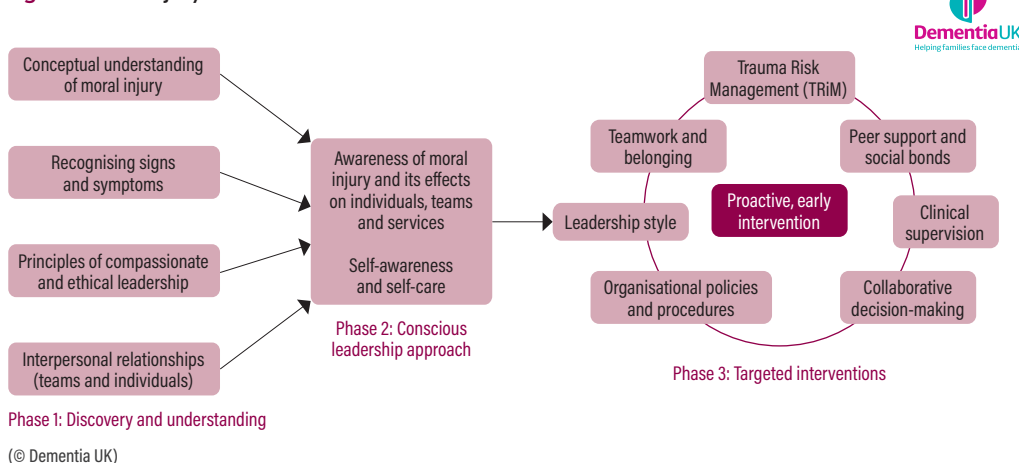 DementiaUK
Helping families face dementia
Conceptual understanding
of moral injury
Recognising signs
and symptoms
Principles of compassionate
and ethical leadership
Interpersonal relationships
(teams and individuals)
Phase 1: Discovery and understanding
Awareness of moral
injury and its effects
on individuals, teams
and services
Self-awareness
and self-care
Phase 2: Conscious
leadership approach
Trauma Risk
Management (TRiM)
Teamwork and
belonging
Peer support and
social bonds
Leadership style
Proactive, early
intervention
Clinical
supervision
Organisational policies
and procedures
Collaborative
decision-making
Phase 3: Targeted interventions
(© Dementia UK)